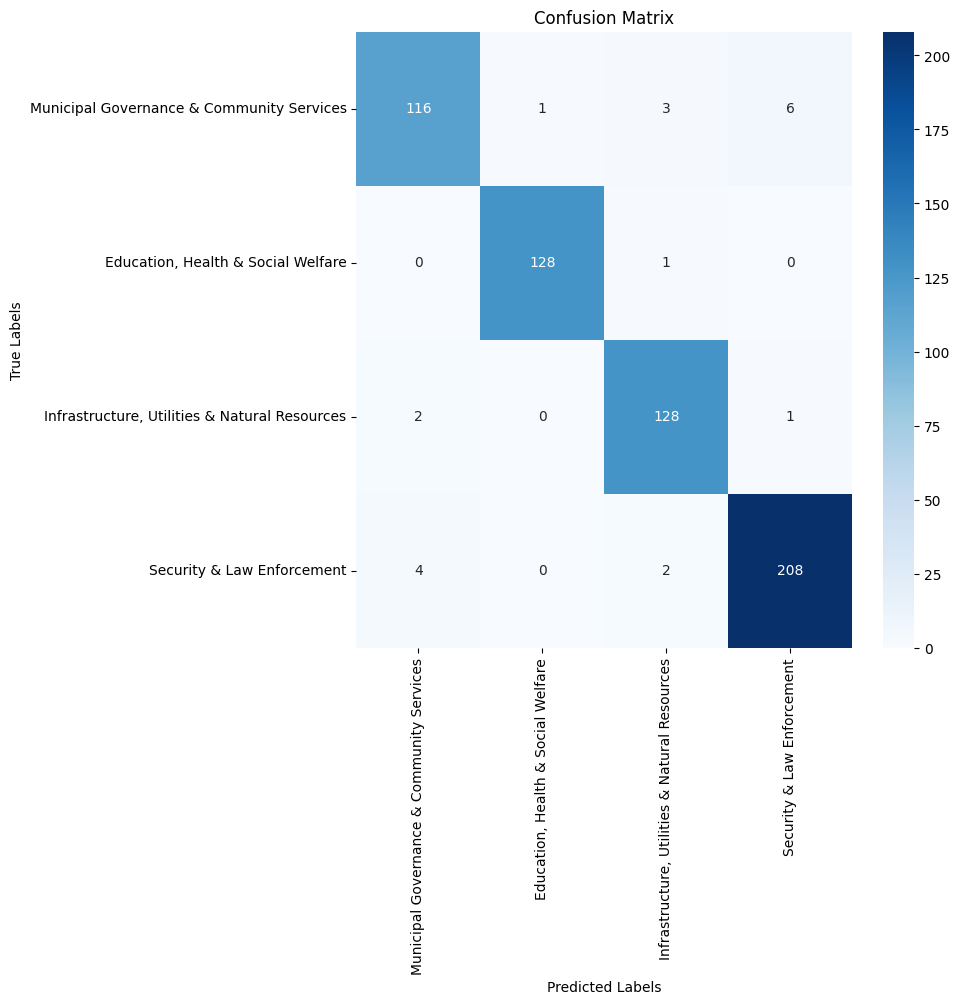 Confusion Matrix
Municipal Governance & Community Services
116 1 3 6
Education, Health & Social Welfare
0 128 1 0
Infrastructure, Utilities & Natural Resources
2 0 128 1
Security & Law Enforcement
4 0 2 208
True Labels
Municipal Governance & Community Services
Education, Health & Social Welfare
Infrastructure, Utilities & Natural Resources
Security & Law Enforcement
Predicted Labels
200
175
150
125
100
75
50
25
0